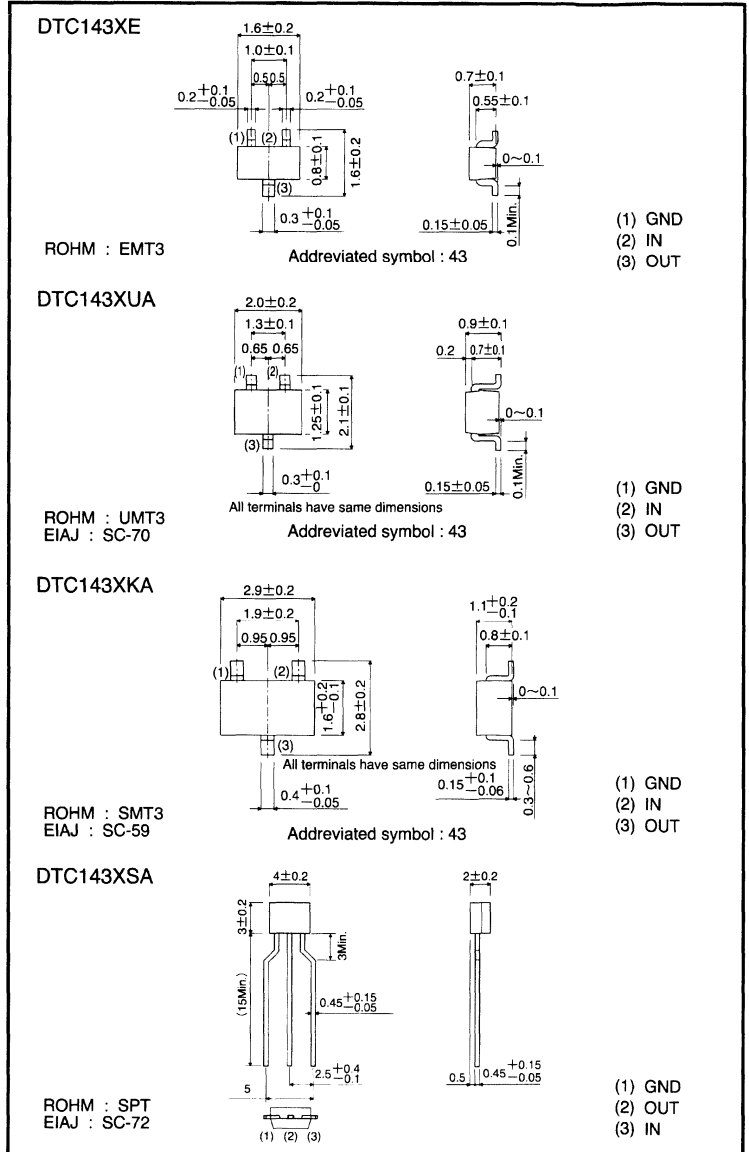 DTC143XE
1.6±0.2
1.0±0.1
0.5 0.5
0.2 +0.1 −0.05
0.2 +0.1 −0.05
(1) (2)
(3)
0.8±0.1
1.6±0.2
0.3 +0.1 −0.05
0.7±0.1
0.55±0.1
0~0.1
0.15±0.05
0.1Min.
ROHM : EMT3
Addreviated symbol : 43
(1) GND
(2) IN
(3) OUT
DTC143XUA
2.0±0.2
1.3±0.1
0.65 0.65
(1) (2)
(3)
1.25±0.1
2.1±0.1
0.3 +0.1 −0
All terminals have same dimensions
0.9±0.1
0.2 0.7±0.1
0~0.1
0.15±0.05
0.1Min.
ROHM : UMT3
EIAJ : SC-70
Addreviated symbol : 43
(1) GND
(2) IN
(3) OUT
DTC143XKA
2.9±0.2
1.9±0.2
0.95 0.95
(1) (2)
(3)
1.6 +0.2 −0.1
2.8±0.2
All terminals have same dimensions
0.4 +0.1 −0.05
1.1 +0.2 −0.1
0.8±0.1
0~0.1
0.15 +0.1 −0.06
0.3~0.6
ROHM : SMT3
EIAJ : SC-59
Addreviated symbol : 43
(1) GND
(2) IN
(3) OUT
DTC143XSA
4±0.2
3±0.2
3Min.
(15Min.)
0.45 +0.15 −0.05
2.5 +0.4 −0.1
5
(1) (2) (3)
2±0.2
0.5 0.45 +0.15 −0.05
ROHM : SPT
EIAJ : SC-72
(1) GND
(2) OUT
(3) IN